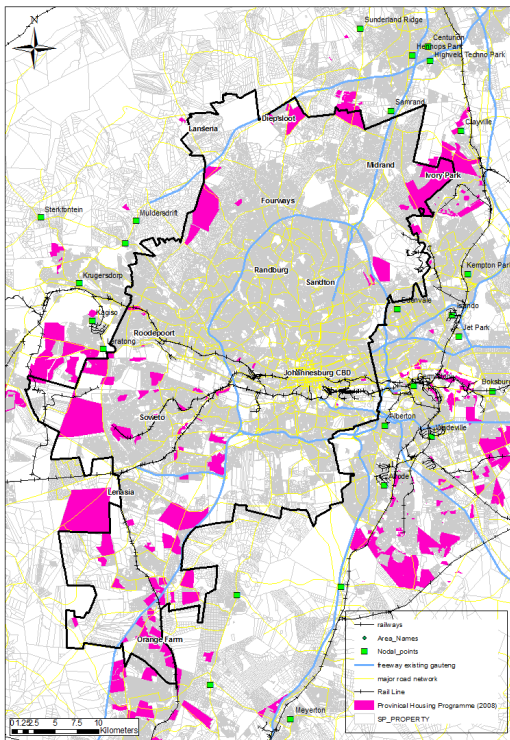 N
Sunderland Ridge
Centurion
Hennops Park
Highveld Techno Park
Samrand
Clayville
Lanseria
Diepsloot
Midrand
Ivory Park
Sterkfontein
Muldersdrift
Fourways
Krugersdorp
Randburg
Sandton
Kempton Park
Kagiso
Roodepoort
Edenvale
Isando
Jet Park
Leratong
Johannesburg CBD
Boksburg
Soweto
Alberton
Lenasia
Orange Farm
Meyerton
railways
Area_Names
Nodal_points
freeway existing gauteng
major road network
Rail Line
Provinical Housing Programme (2008)
SP_PROPERTY
0 1.25 2.5 5 7.5 10
Kilometers